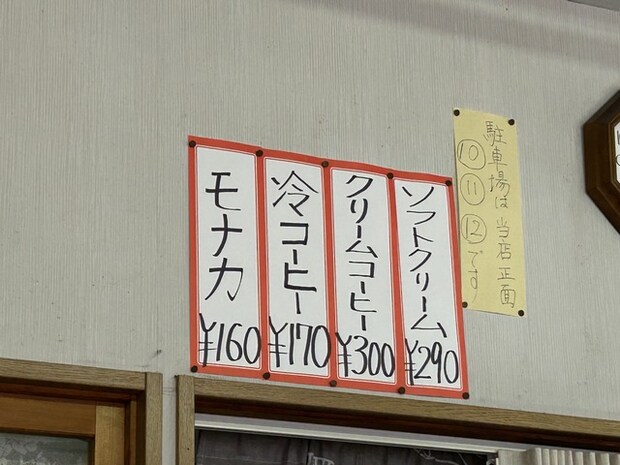 駐車場は当店正面
⑩⑪⑫です
ソフトクリーム
¥290
クリームコーヒー
¥300
冷コーヒー
¥170
モナカ
¥160